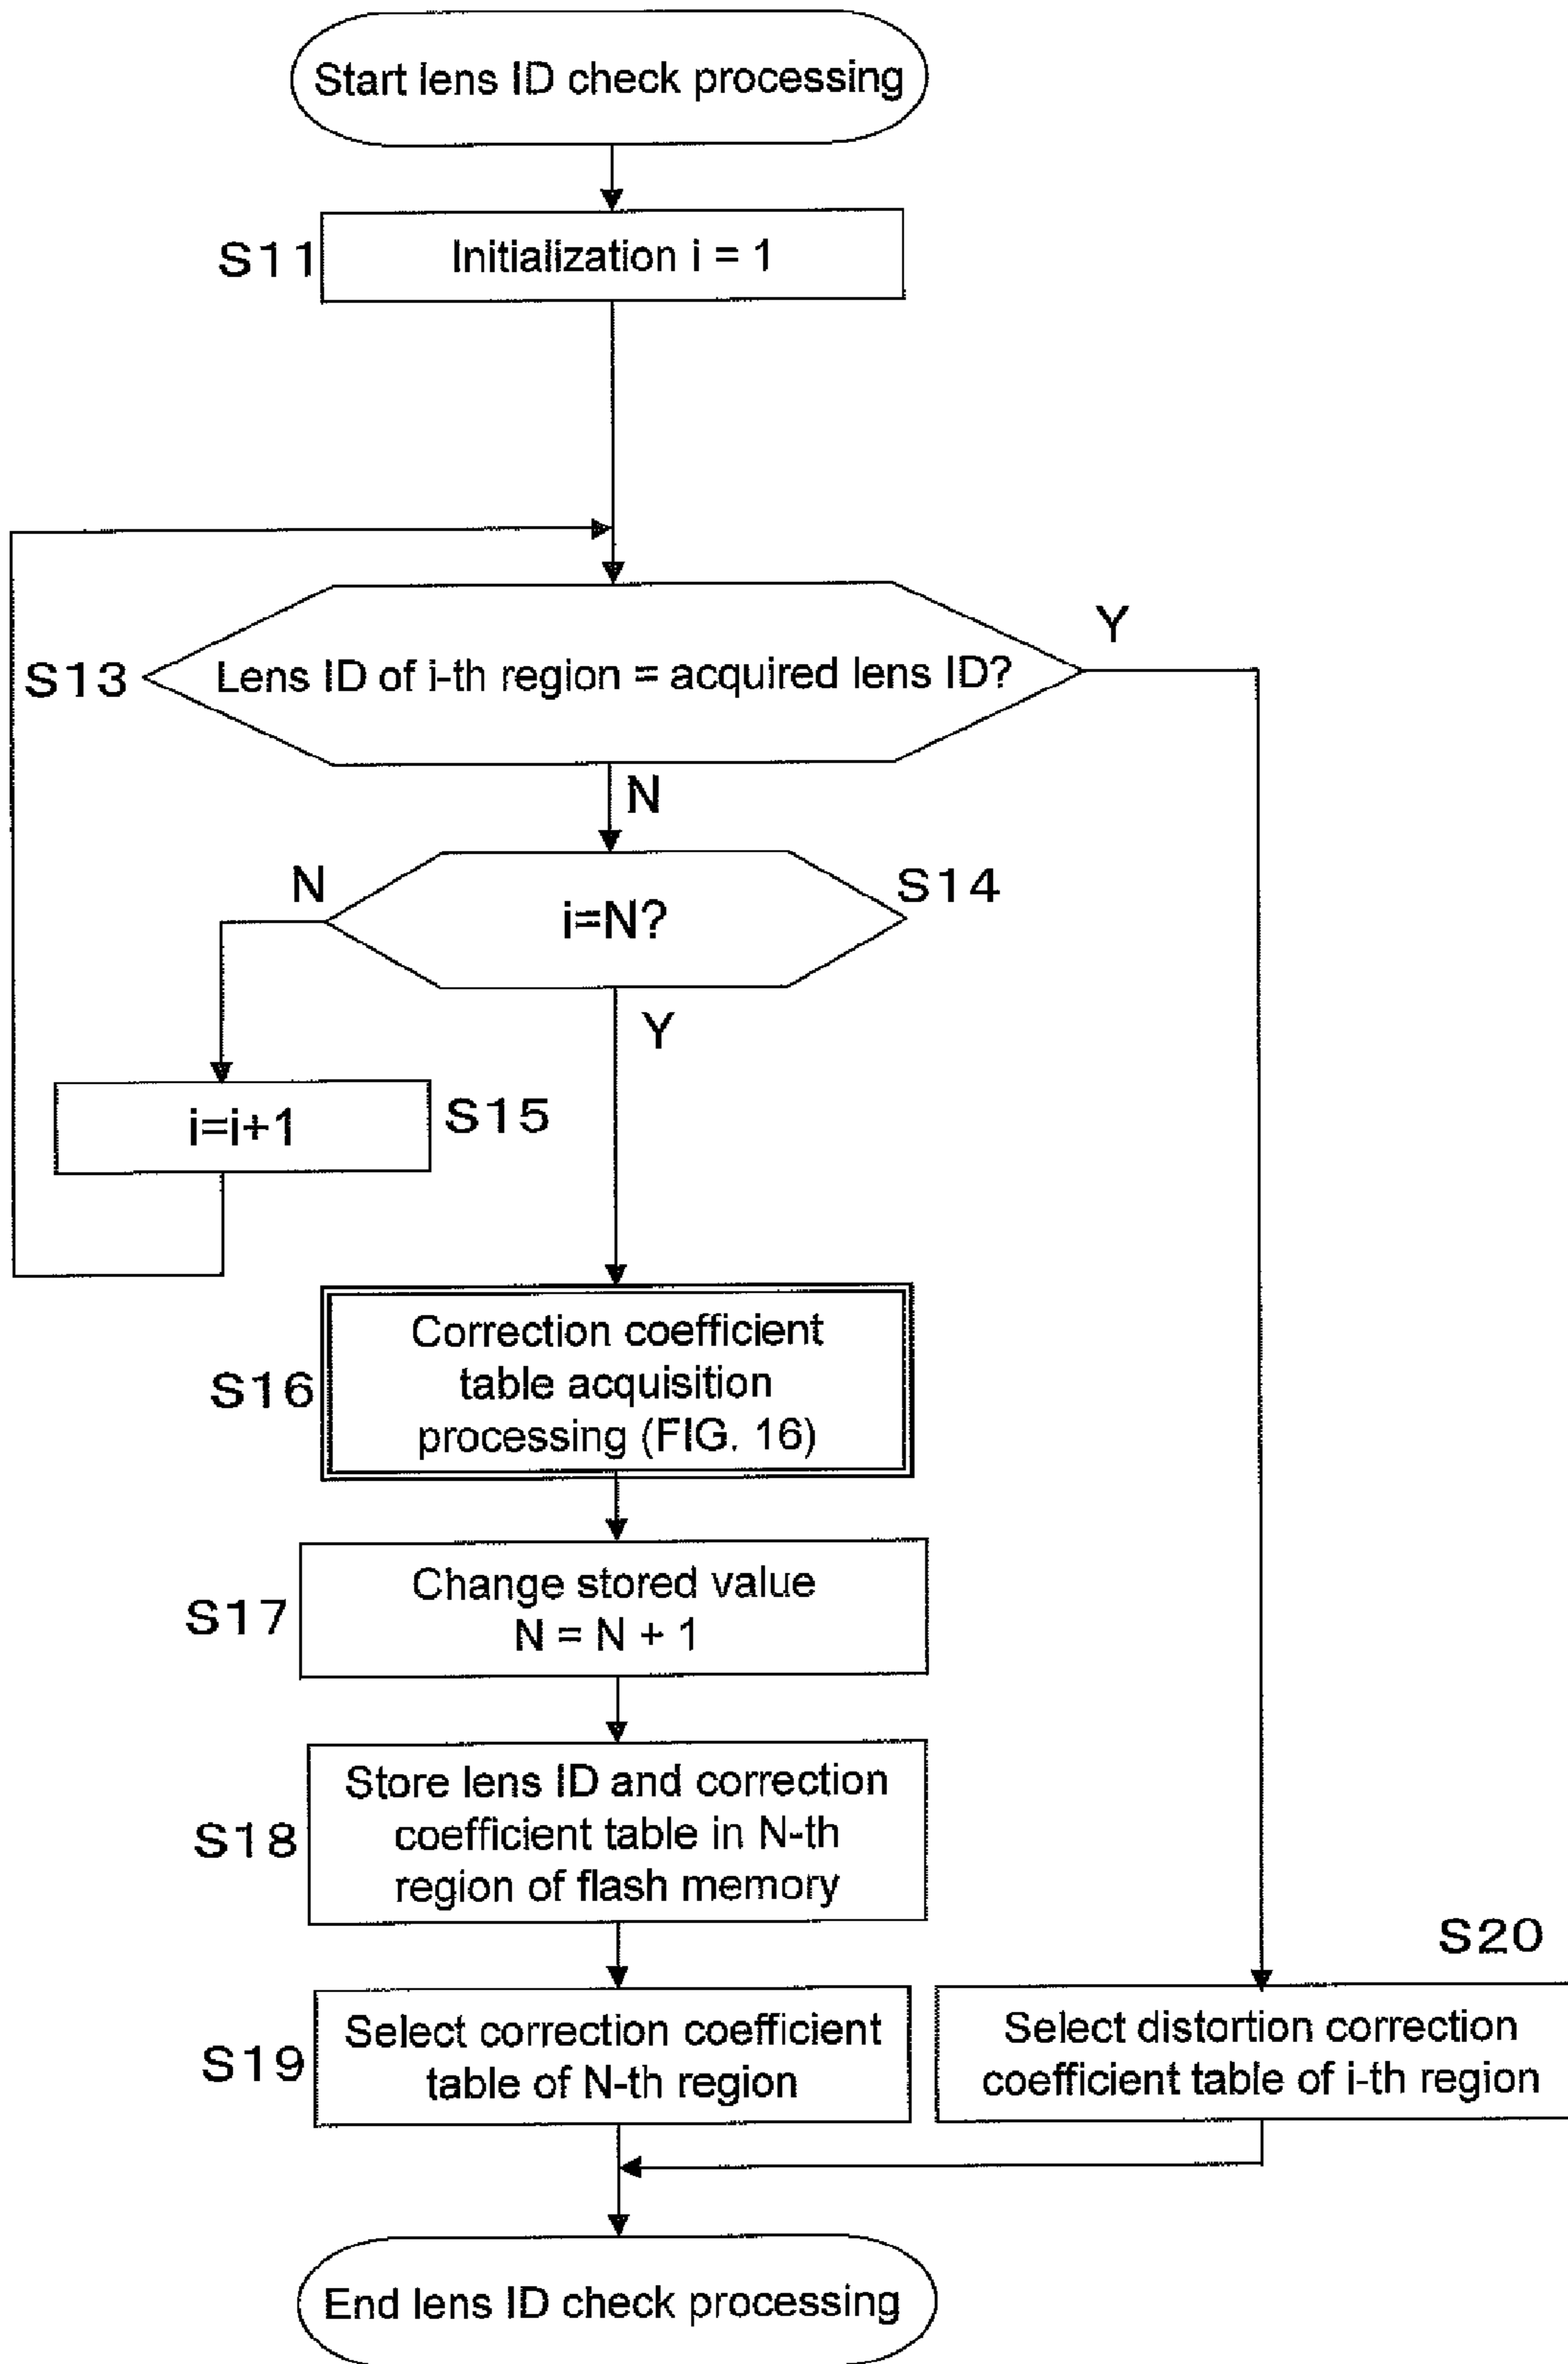 Start lens ID check processing
S11
Initialization i = 1
Y
S13
Lens ID of i-th region = acquired lens ID?
N
N
S14
i=N?
Y
i=i+1
S15
Correction coefficient
table acquisition
processing (FIG. 16)
S16
Change stored value
N = N + 1
S17
Store lens ID and correction
coefficient table in N-th
region of flash memory
S18
S20
Select correction coefficient
table of N-th region
S19
Select distortion correction
coefficient table of i-th region
End lens ID check processing